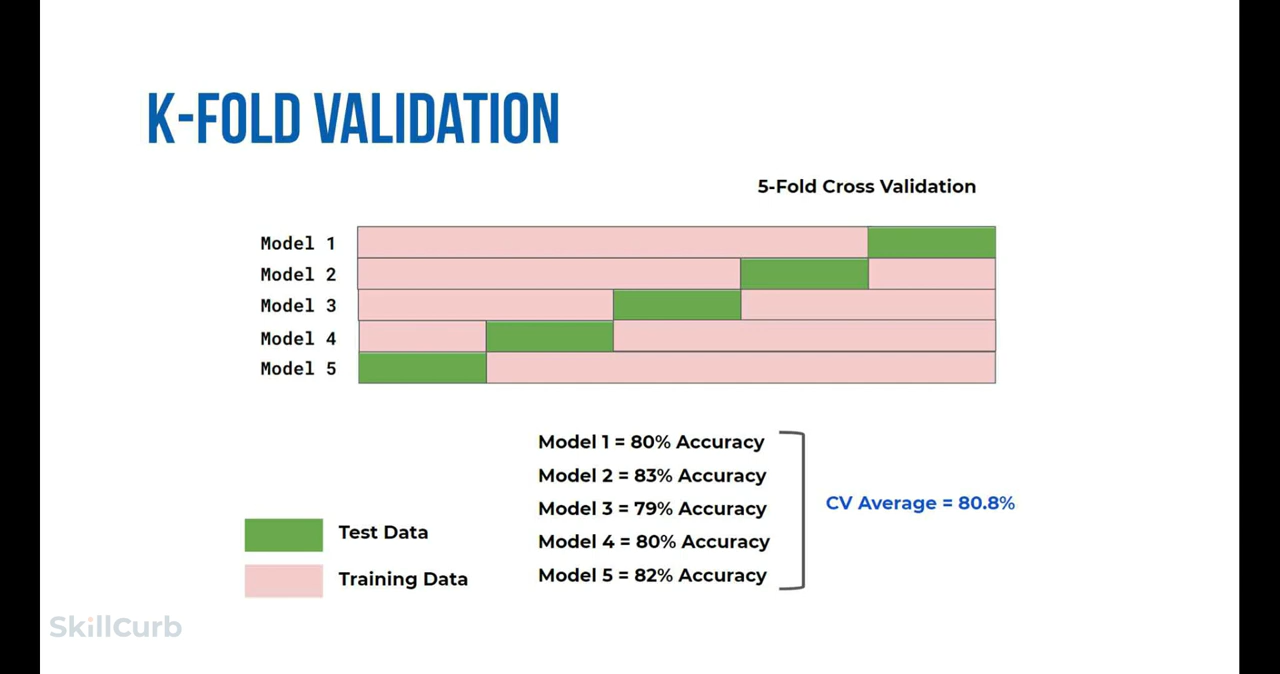 K-FOLD VALIDATION
5-Fold Cross Validation
Model 1
Model 2
Model 3
Model 4
Model 5
Model 1 = 80% Accuracy
Model 2 = 83% Accuracy
Model 3 = 79% Accuracy
Model 4 = 80% Accuracy
Model 5 = 82% Accuracy
CV Average = 80.8%
Test Data
Training Data
SkillCurb